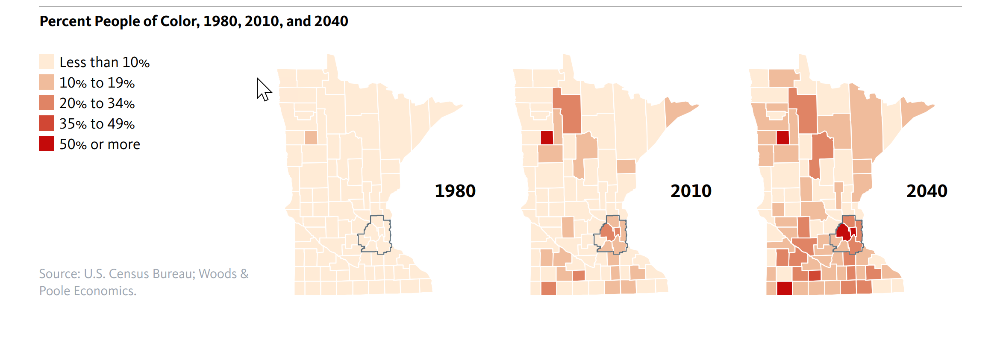 Percent People of Color, 1980, 2010, and 2040
Less than 10%
10% to 19%
20% to 34%
35% to 49%
50% or more
1980
2010
2040
Source: U.S. Census Bureau; Woods &
Poole Economics.